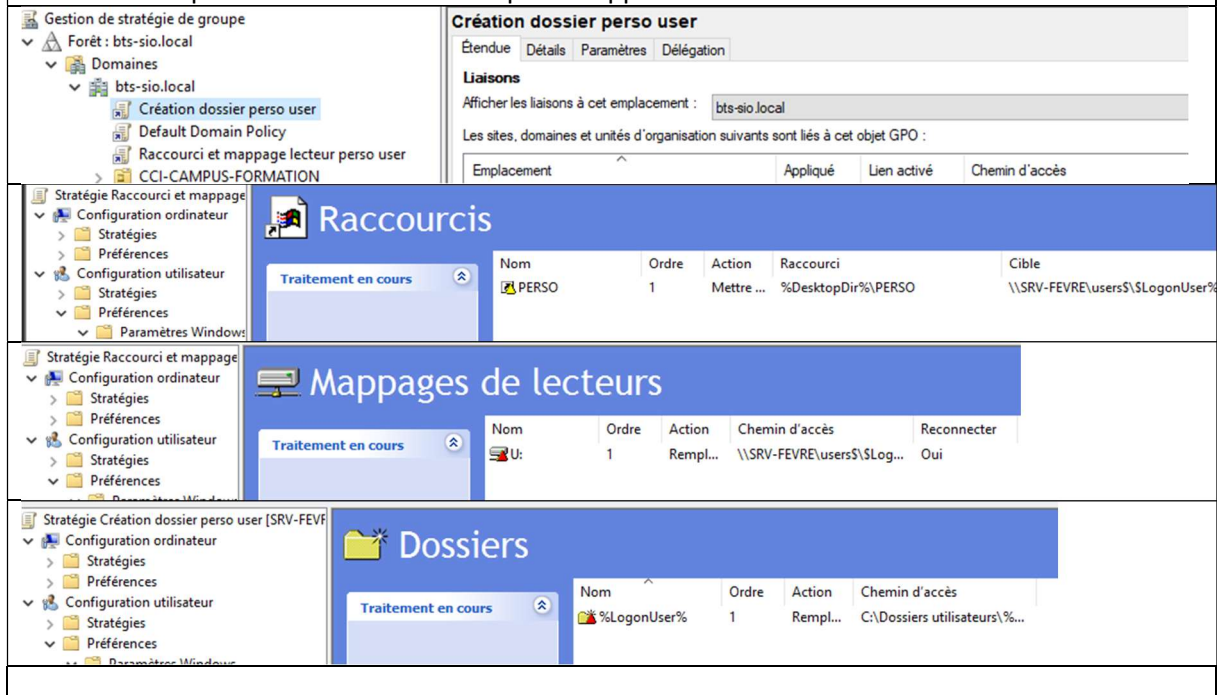 Gestion de stratégie de groupe
Forêt : bts-sio.local
Domaines
bts-sio.local
Création dossier perso user
Default Domain Policy
Raccourci et mappage lecteur perso user
CCI-CAMPUS-FORMATION
Création dossier perso user
Étendue Détails Paramètres Délégation
Liaisons
Afficher les liaisons à cet emplacement : bts-sio.local
Les sites, domaines et unités d'organisation suivants sont liés à cet objet GPO :
Emplacement Appliqué Lien activé Chemin d'accès
Stratégie Raccourci et mappage
Configuration ordinateur
Stratégies
Préférences
Configuration utilisateur
Stratégies
Préférences
Paramètres Windows
Raccourcis
Traitement en cours
Nom Ordre Action Raccourci Cible
PERSO 1 Mettre ... %DesktopDir%\PERSO \\SRV-FEVRE\users$\$LogonUser%
Stratégie Raccourci et mappage
Configuration ordinateur
Stratégies
Préférences
Configuration utilisateur
Stratégies
Préférences
Mappages de lecteurs
Traitement en cours
Nom Ordre Action Chemin d'accès Reconnecter
U: 1 Rempl... \\SRV-FEVRE\users$\$Log... Oui
Stratégie Création dossier perso user [SRV-FEVR
Configuration ordinateur
Stratégies
Préférences
Configuration utilisateur
Stratégies
Préférences
Paramètres Windows
Dossiers
Traitement en cours
Nom Ordre Action Chemin d'accès
%LogonUser% 1 Rempl... C:\Dossiers utilisateurs\%...